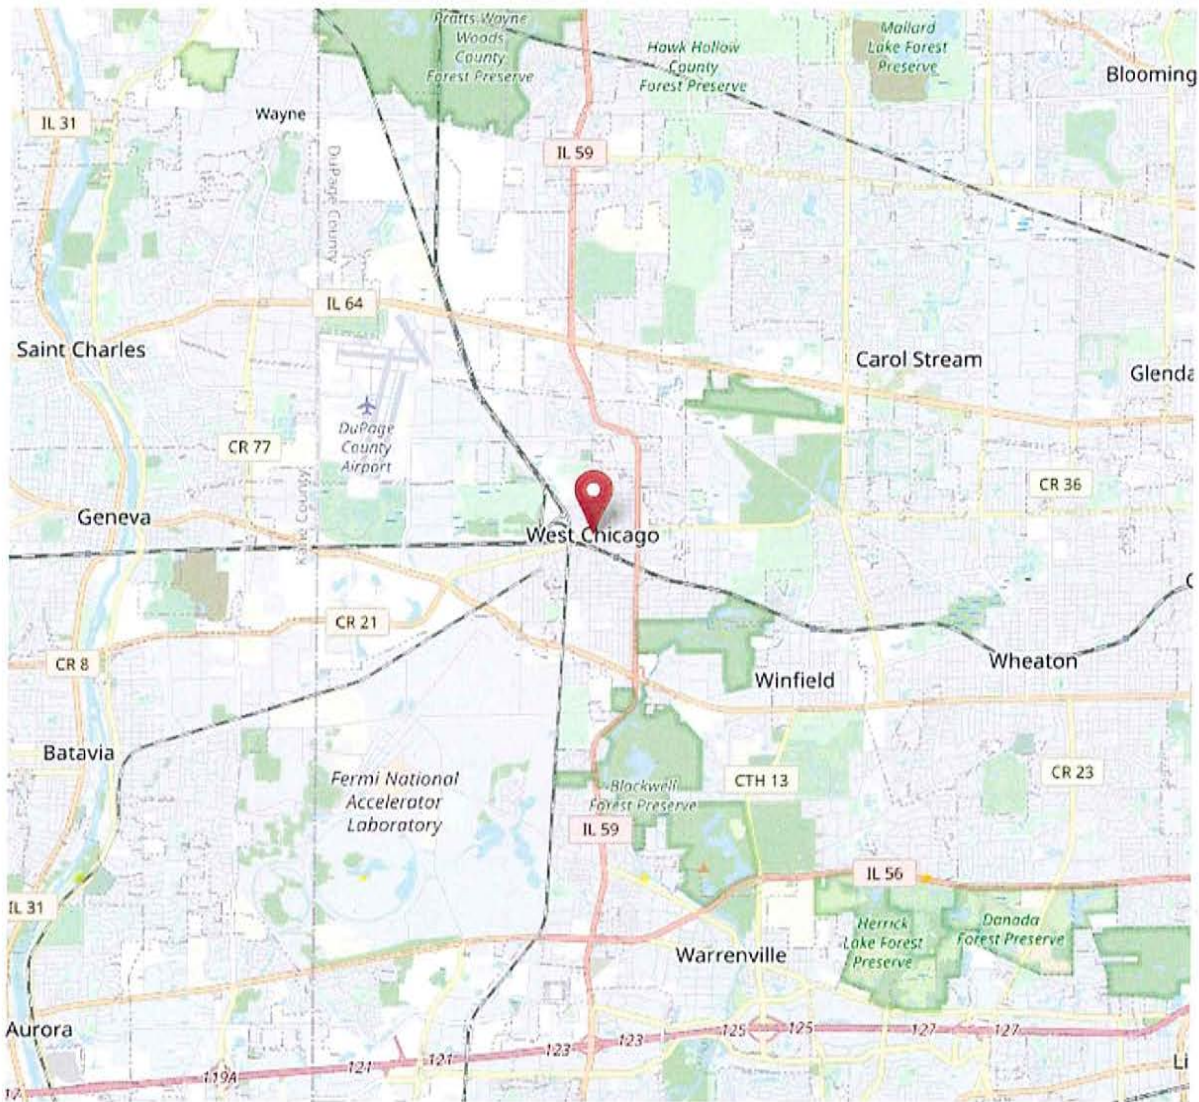 Pratts Wayne
Woods
County
Forest Preserve
Hawk Hollow
County
Forest Preserve
Mallard
Lake Forest
Preserve
Blooming
IL 31
Wayne
IL 59
DuPage County
IL 64
Saint Charles
Carol Stream
Glenda
DuPage
County
Airport
CR 77
CR 36
Geneva
West Chicago
Kane County
CR 21
CR 8
Wheaton
Winfield
Batavia
Fermi National
Accelerator
Laboratory
Blackwell
Forest Preserve
CTH 13
CR 23
IL 59
IL 56
IL 31
Herrick
Lake Forest
Preserve
Danada
Forest Preserve
Warrenville
Aurora
125
125
127
127
123
123
121
121
119A
17
Li